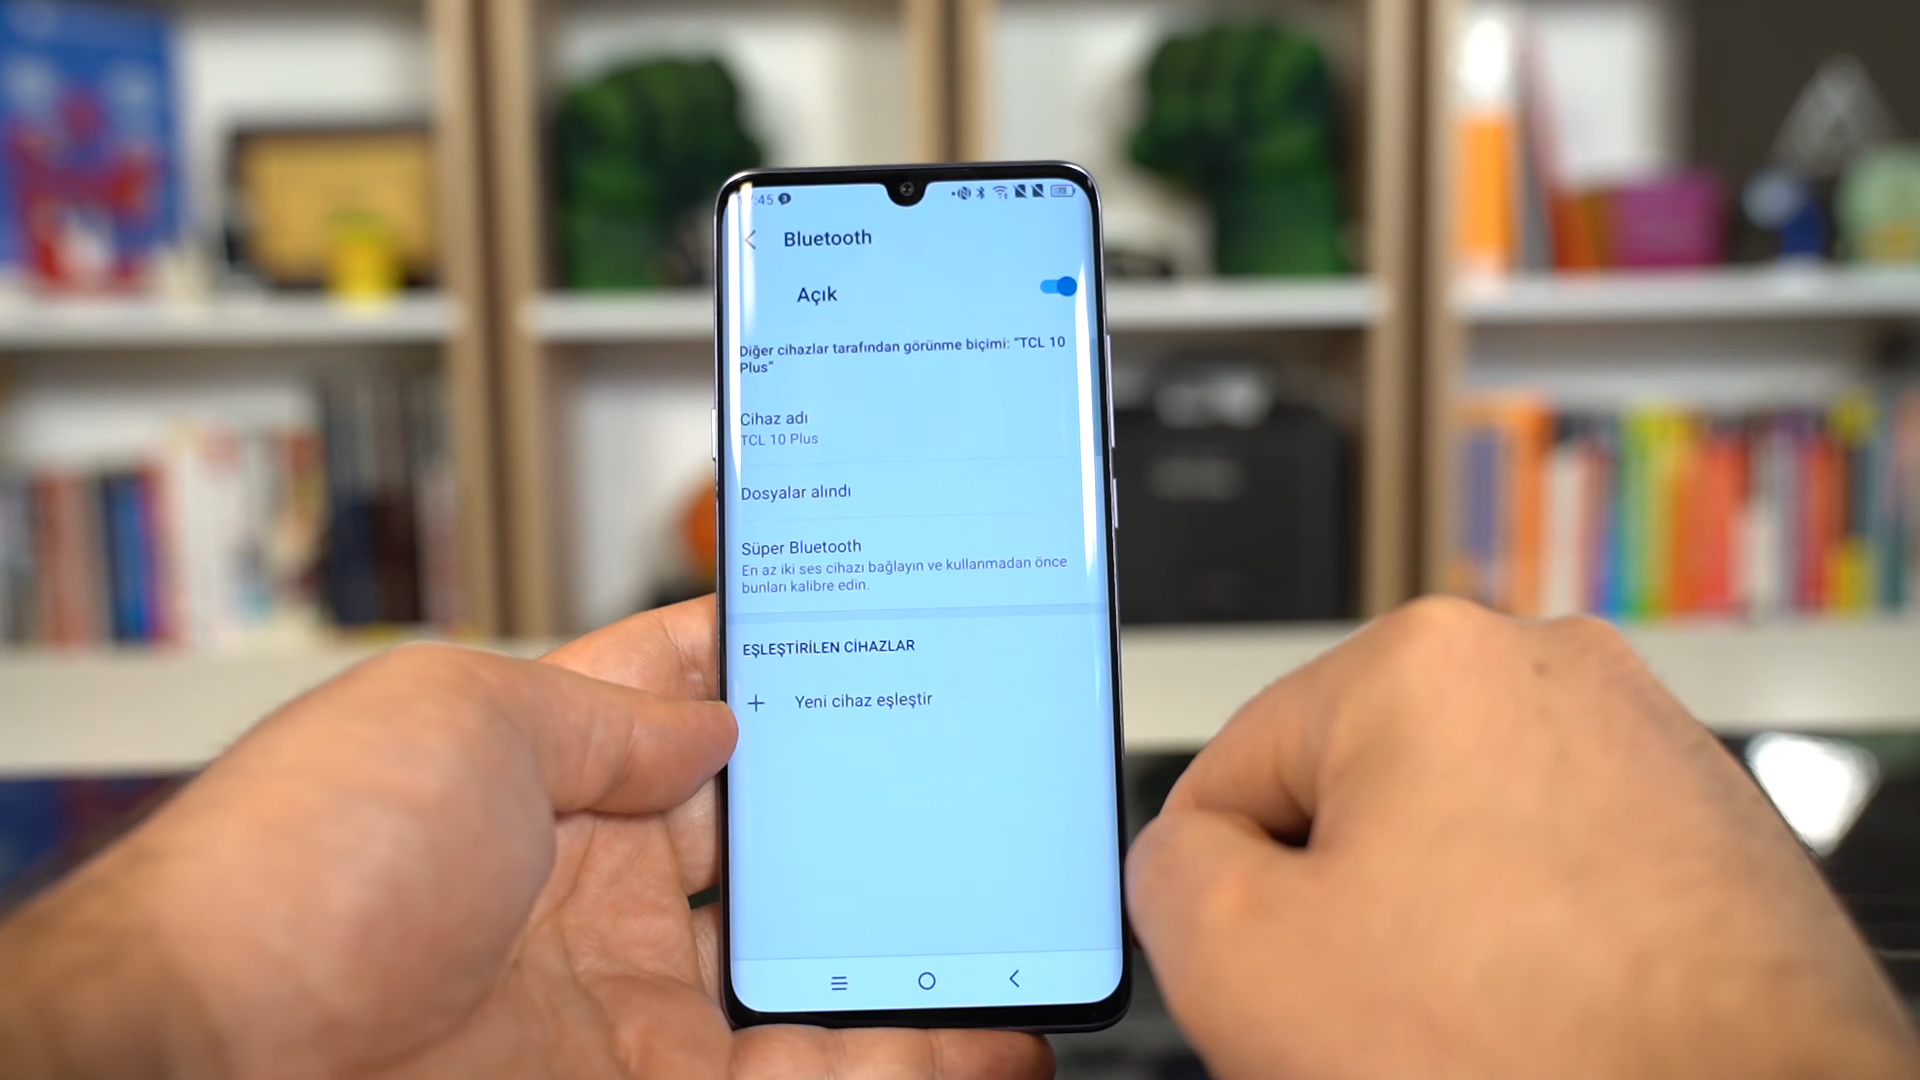 :45
Bluetooth
Açık
Diğer cihazlar tarafından görünme biçimi: "TCL 10
Plus"
Cihaz adı
TCL 10 Plus
Dosyalar alındı
Süper Bluetooth
En az iki ses cihazı bağlayın ve kullanmadan önce
bunları kalibre edin.
EŞLEŞTİRİLEN CİHAZLAR
+ Yeni cihaz eşleştir